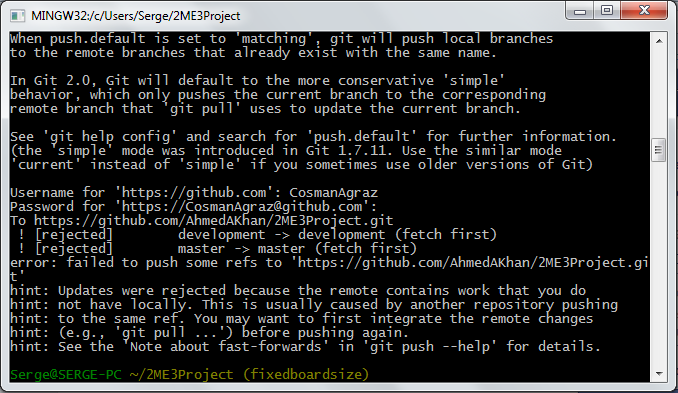 MINGW32:/c/Users/Serge/2ME3Project
When push.default is set to 'matching', git will push local branches
to the remote branches that already exist with the same name.
In Git 2.0, Git will default to the more conservative 'simple'
behavior, which only pushes the current branch to the corresponding
remote branch that 'git pull' uses to update the current branch.
See 'git help config' and search for 'push.default' for further information.
(the 'simple' mode was introduced in Git 1.7.11. Use the similar mode
'current' instead of 'simple' if you sometimes use older versions of Git)
Username for 'https://github.com': CosmanAgraz
Password for 'https://CosmanAgraz@github.com':
To https://github.com/AhmedAKhan/2ME3Project.git
 ! [rejected]        development -> development (fetch first)
 ! [rejected]        master -> master (fetch first)
error: failed to push some refs to 'https://github.com/AhmedAKhan/2ME3Project.gi
t'
hint: Updates were rejected because the remote contains work that you do
hint: not have locally. This is usually caused by another repository pushing
hint: to the same ref. You may want to first integrate the remote changes
hint: (e.g., 'git pull ...') before pushing again.
hint: See the 'Note about fast-forwards' in 'git push --help' for details.
Serge@SERGE-PC ~/2ME3Project (fixedboardsize)